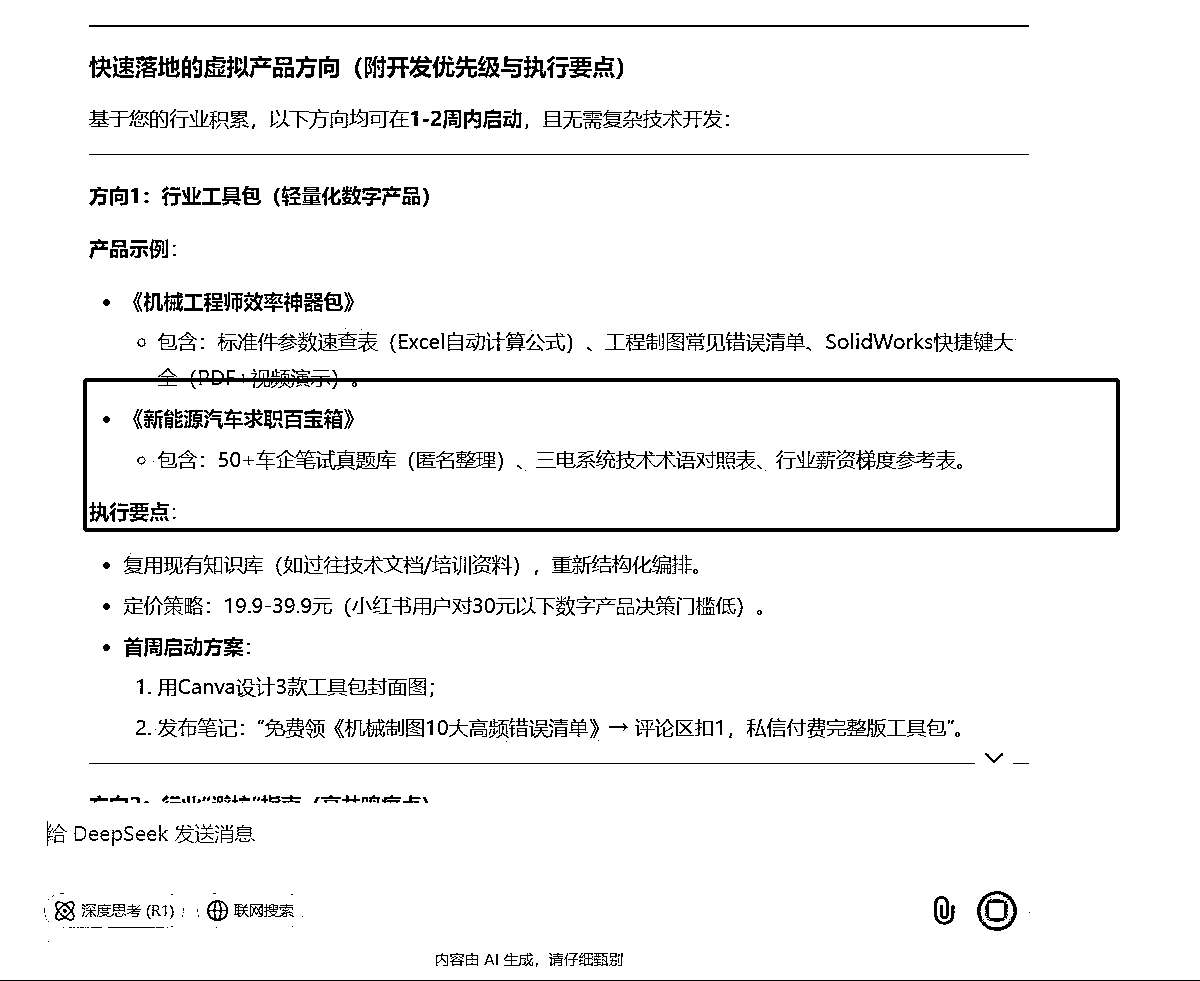 快速落地的虚拟产品方向（附开发优先级与执行要点）
基于您的行业积累，以下方向均可在1-2周内启动，且无需复杂技术开发：
方向1：行业工具包（轻量化数字产品）
产品示例：
• 《机械工程师效率神器包》
○ 包含：标准件参数速查表（Excel自动计算公式）、工程制图常见错误清单、SolidWorks快捷键大
全（PDF+视频演示）。
• 《新能源汽车求职百宝箱》
○ 包含：50+车企笔试真题库（匿名整理）、三电系统技术术语对照表、行业薪资梯度参考表。
执行要点：
• 复用现有知识库（如过往技术文档/培训资料），重新结构化编排。
• 定价策略：19.9-39.9元（小红书用户对30元以下数字产品决策门槛低）。
• 首周启动方案：
1. 用Canva设计3款工具包封面图；
2. 发布笔记：“免费领《机械制图10大高频错误清单》→ 评论区扣1，私信付费完整版工具包”。
方向2：行业“避坑”指南（高共鸣痛点）
给 DeepSeek 发送消息
深度思考 (R1)
联网搜索
内容由 AI 生成，请仔细甄别